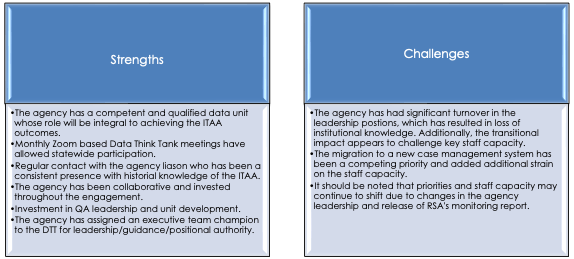 Strengths
•The agency has a competent and qualified data unit
whose role will be integral to achieving the ITAA
outcomes.
•Monthly Zoom based Data Think Tank meetings have
allowed statewide participation.
•Regular contact with the agency liason who has been a
consistent presence with historical knowledge of the ITAA.
•The agency has been collaborative and invested
throughout the engagement.
•Investment in QA leadership and unit development.
•The agency has assigned an executive team champion
to the DTT for leadership/guidance/positional authority.
Challenges
•The agency has had significant turnover in the
leadership postions, which has resulted in loss of
institutional knowledge. Additionally, the transitional
impact appears to challenge key staff capacity.
•The migration to a new case management system has
been a competing priority and added additional strain
on the staff capacity.
•It should be noted that priorities and staff capacity may
continue to shift due to changes in the agency
leadership and release of RSA's monitoring report.